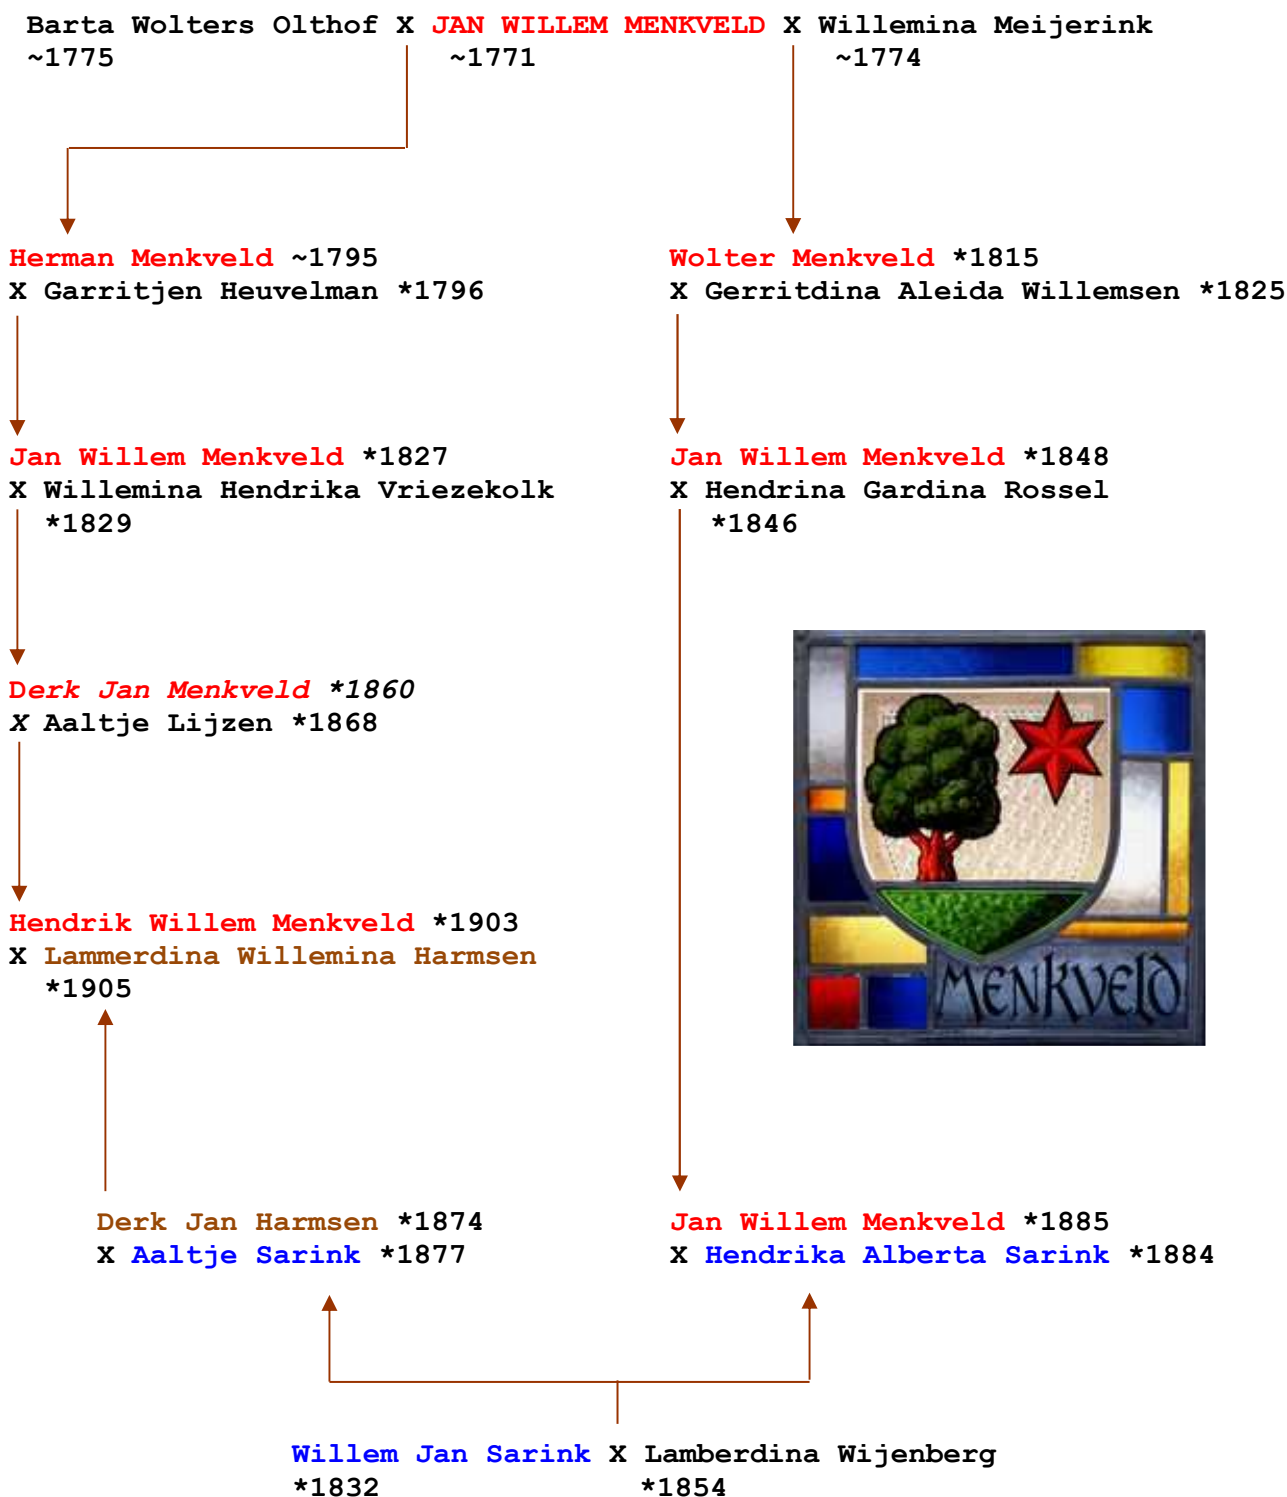 Barta Wolters Olthof X JAN WILLEM MENKVELD X Willemina Meijerink
~1775 ~1771 ~1774
Herman Menkveld ~1795
X Garritjen Heuvelman *1796
Wolter Menkveld *1815
X Gerritdina Aleida Willemsen *1825
Jan Willem Menkveld *1827
X Willemina Hendrika Vriezekolk
*1829
Jan Willem Menkveld *1848
X Hendrina Gardina Rossel
*1846
Derk Jan Menkveld *1860
X Aaltje Lijzen *1868
Hendrik Willem Menkveld *1903
X Lammerdina Willemina Harmsen
*1905
MENKVELD
Derk Jan Harmsen *1874
X Aaltje Sarink *1877
Jan Willem Menkveld *1885
X Hendrika Alberta Sarink *1884
Willem Jan Sarink X Lamberdina Wijenberg
*1832 *1854